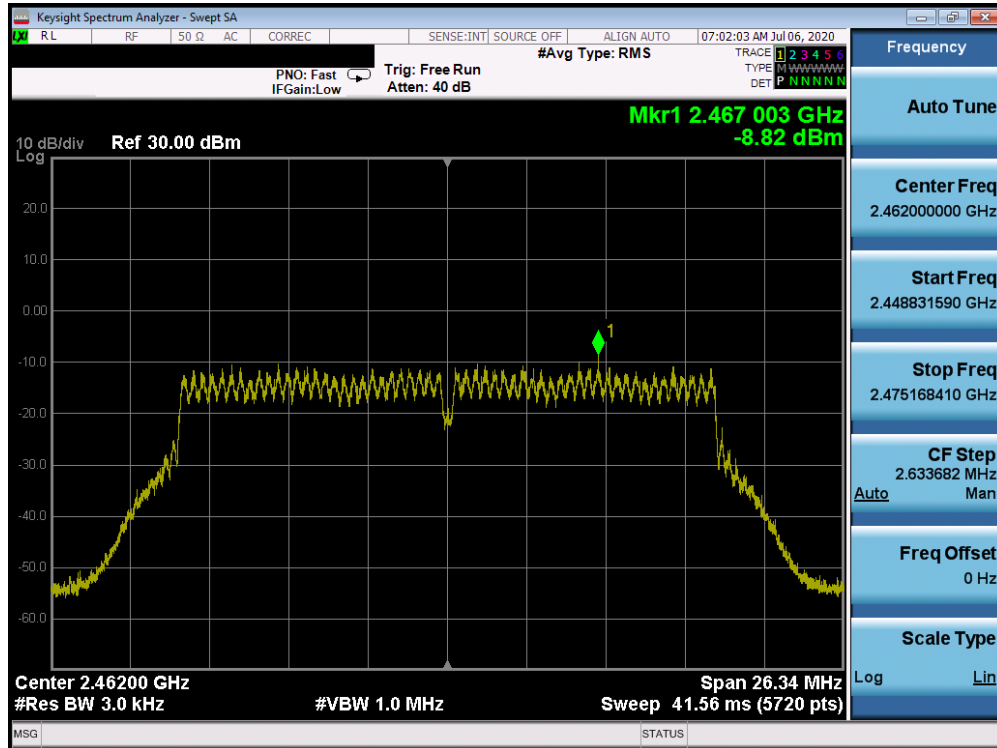 Keysight Spectrum Analyzer - Swept SA
LXI RL RF 50 Ω AC CORREC SENSE:INT SOURCE OFF ALIGN AUTO 07:02:03 AM Jul 06, 2020
#Avg Type: RMS
TRACE 1 2 3 4 5 6
TYPE M WWWWW
DET P N N N N N
PNO: Fast
IFGain:Low
Trig: Free Run
Atten: 40 dB
Mkr1 2.467 003 GHz
-8.82 dBm
10 dB/div
Log
Ref 30.00 dBm
20.0
10.0
0.00
-10.0
-20.0
-30.0
-40.0
-50.0
-60.0
1
Center 2.46200 GHz
#Res BW 3.0 kHz
#VBW 1.0 MHz
Span 26.34 MHz
Sweep 41.56 ms (5720 pts)
MSG
STATUS
Frequency
Auto Tune
Center Freq
2.462000000 GHz
Start Freq
2.448831590 GHz
Stop Freq
2.475168410 GHz
CF Step
2.633682 MHz
Auto Man
Freq Offset
0 Hz
Scale Type
Log Lin